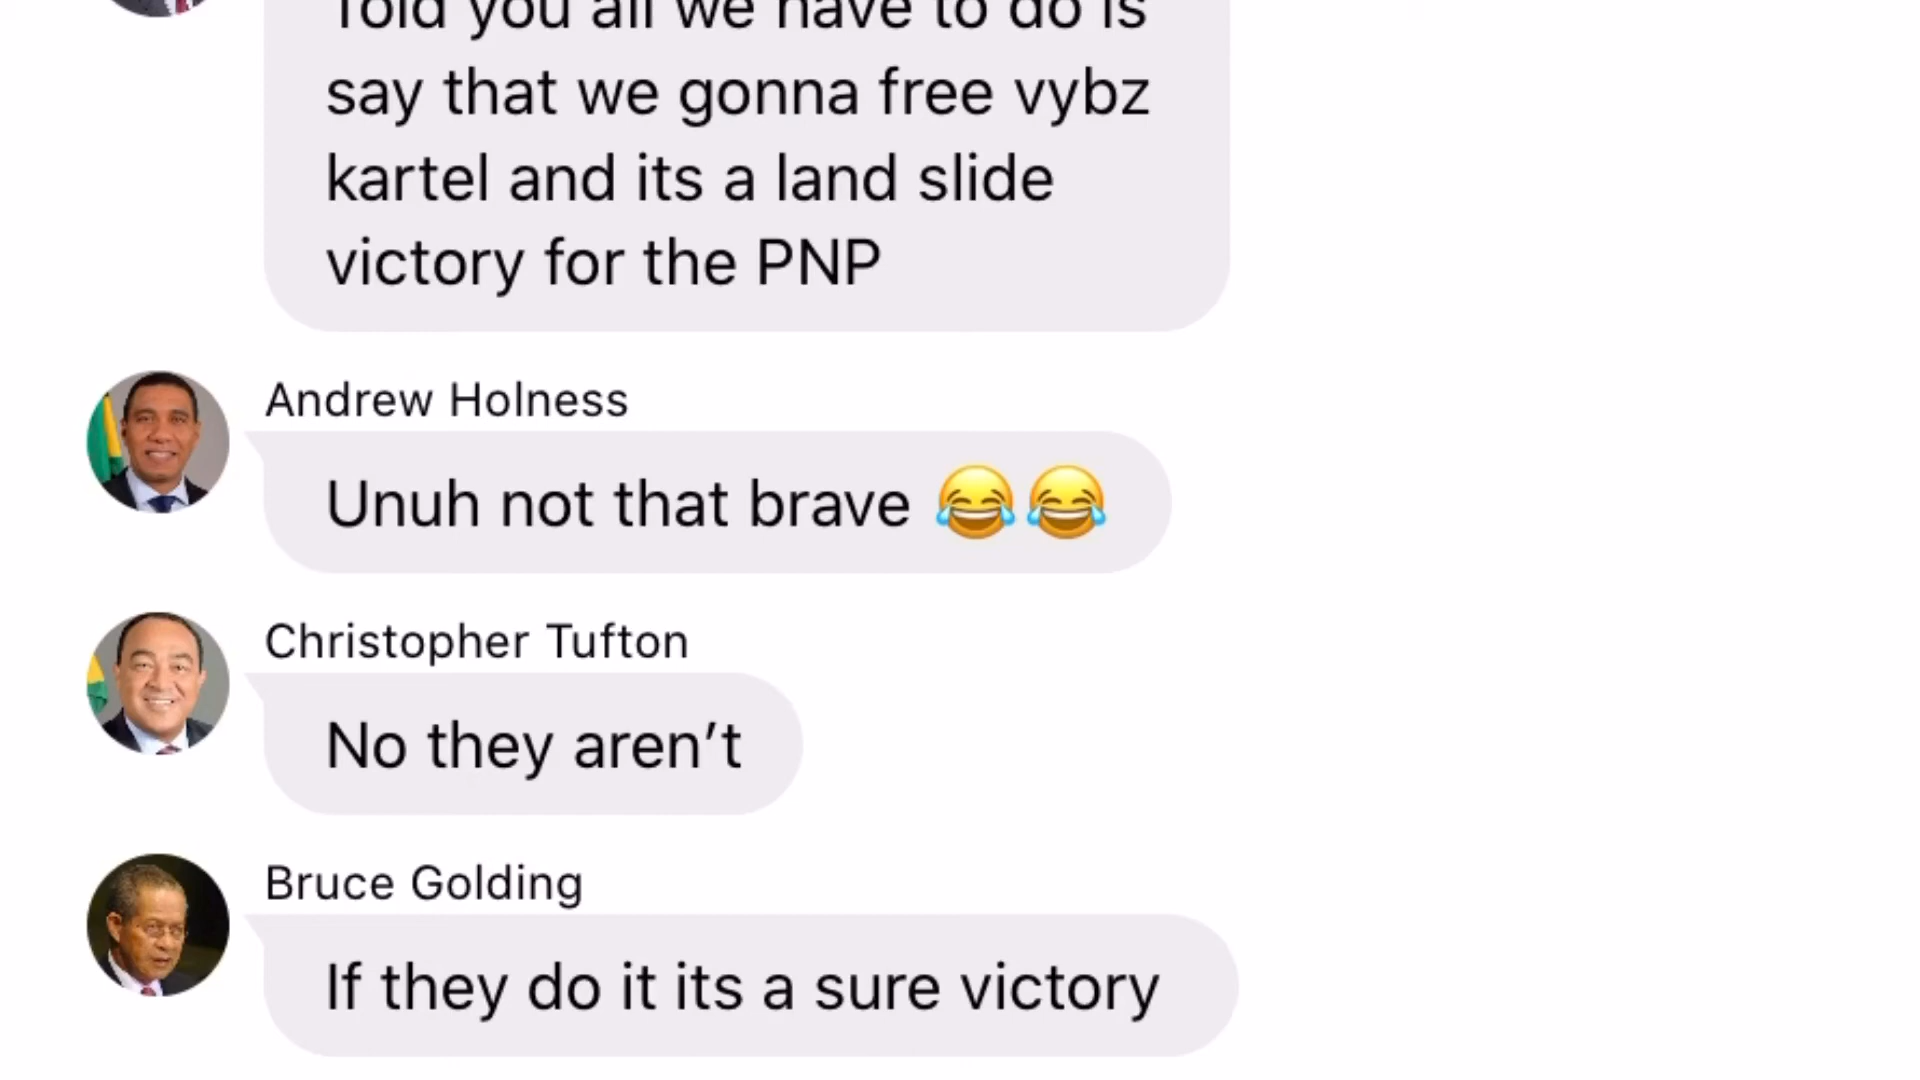 Told you all we have to do is
say that we gonna free vybz
kartel and its a land slide
victory for the PNP
Andrew Holness
Unuh not that brave 😂😂
Christopher Tufton
No they aren’t
Bruce Golding
If they do it its a sure victory